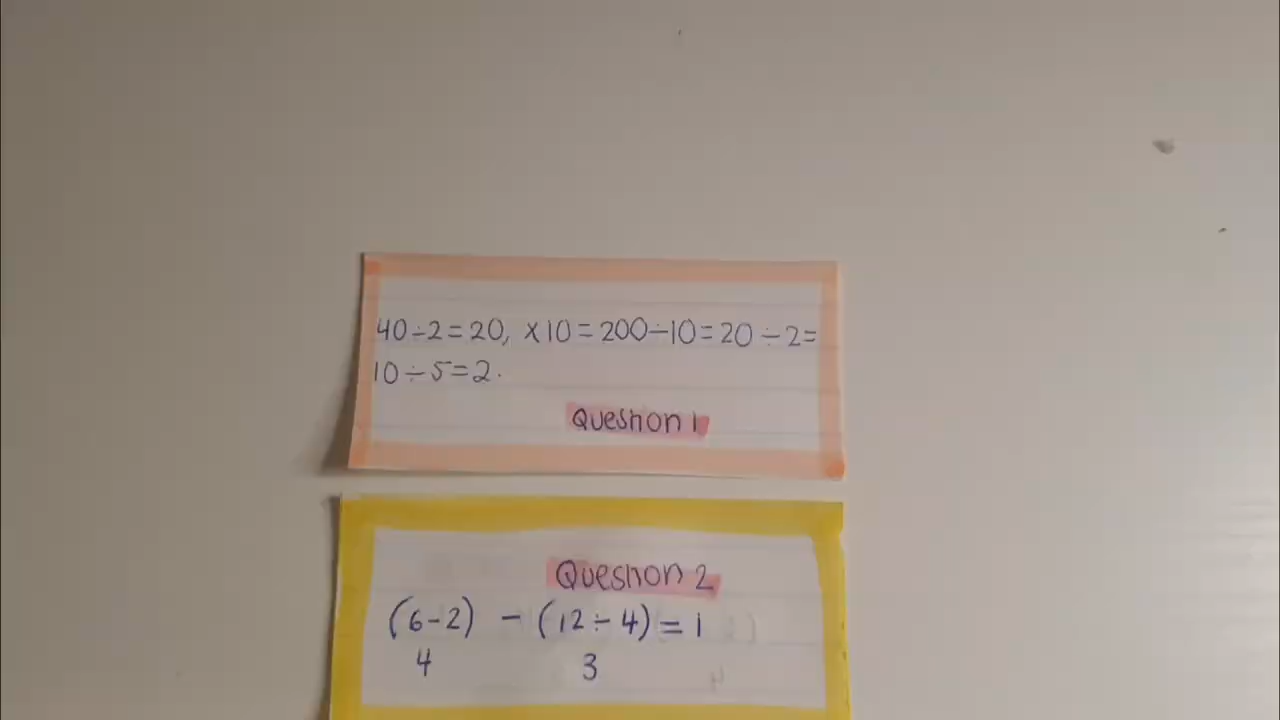 40÷2=20, ×10=200÷10=20÷2=
10÷5=2.
Question 1
Question 2
(6-2) - (12÷4)=1
4 3